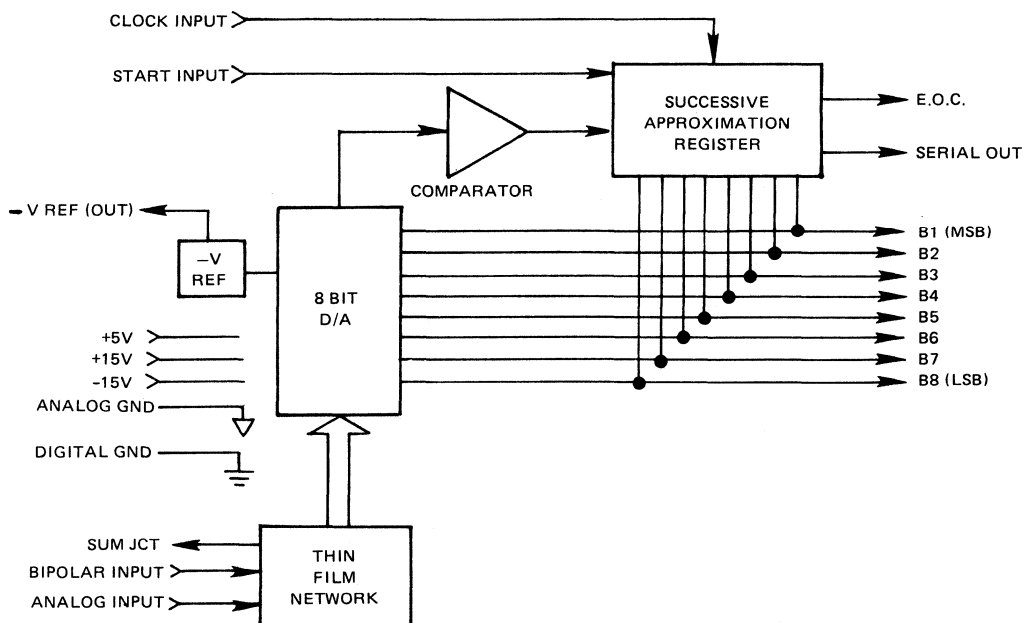 CLOCK INPUT
START INPUT
SUCCESSIVE
APPROXIMATION
REGISTER
E.O.C.
SERIAL OUT
COMPARATOR
– V REF (OUT)
–V
REF
8 BIT
D/A
B1 (MSB)
B2
B3
B4
B5
B6
B7
B8 (LSB)
+5V
+15V
-15V
ANALOG GND
DIGITAL GND
SUM JCT
BIPOLAR INPUT
ANALOG INPUT
THIN
FILM
NETWORK